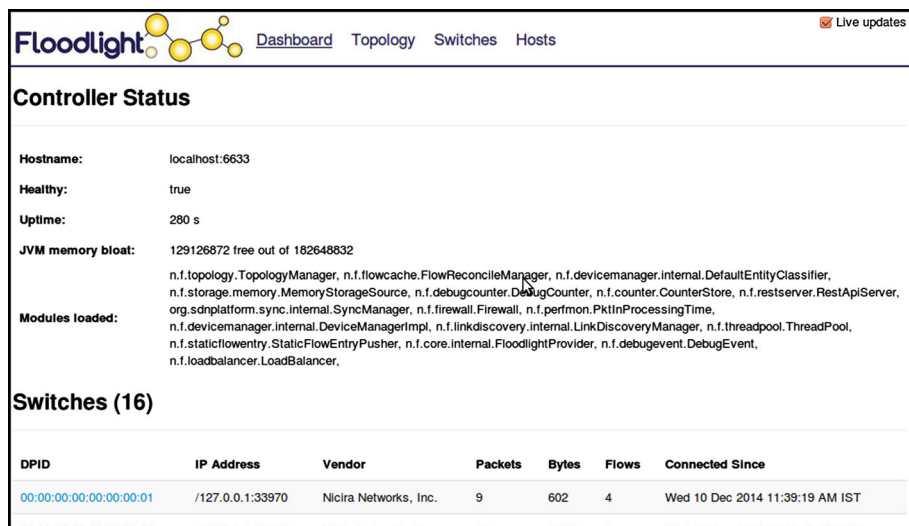 Floodlight Dashboard Topology Switches Hosts Live updates
Controller Status
Hostname: localhost:6633
Healthy: true
Uptime: 280 s
JVM memory bloat: 129126872 free out of 182648832
Modules loaded: n.f.topology.TopologyManager, n.f.flowcache.FlowReconcileManager, n.f.devicemanager.internal.DefaultEntityClassifier,
n.f.storage.memory.MemoryStorageSource, n.f.debugcounter.DebugCounter, n.f.counter.CounterStore, n.f.restserver.RestApiServer,
org.sdnplatform.sync.internal.SyncManager, n.f.firewall.Firewall, n.f.perfmon.PktInProcessingTime,
n.f.devicemanager.internal.DeviceManagerImpl, n.f.linkdiscovery.internal.LinkDiscoveryManager, n.f.threadpool.ThreadPool,
n.f.staticflowentry.StaticFlowEntryPusher, n.f.core.internal.FloodlightProvider, n.f.debugevent.DebugEvent,
n.f.loadbalancer.LoadBalancer,
Switches (16)
DPID IP Address Vendor Packets Bytes Flows Connected Since
00:00:00:00:00:00:00:01 /127.0.0.1:33970 Nicira Networks, Inc. 9 602 4 Wed 10 Dec 2014 11:39:19 AM IST